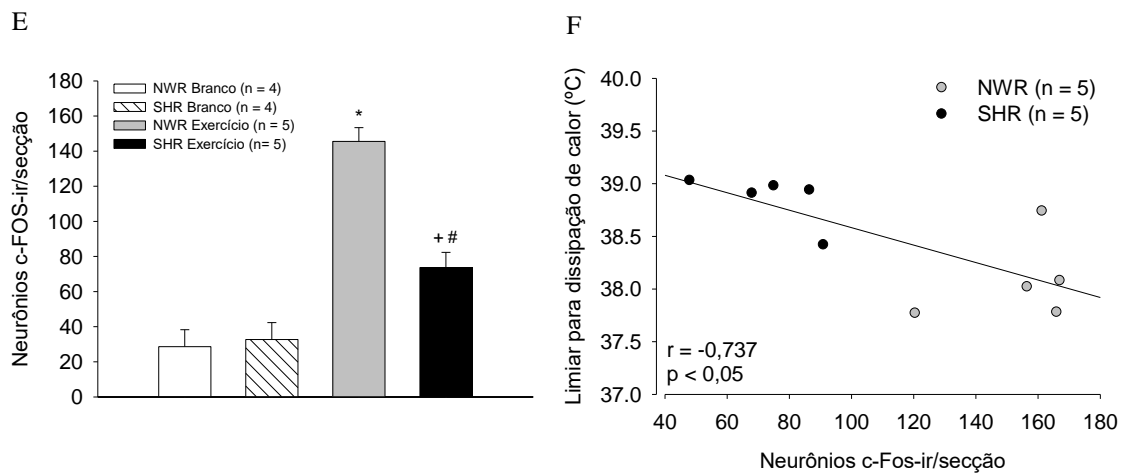 E
Neurônios c-FOS-ir/secção
180
160
140
120
100
80
60
40
20
0
NWR Branco (n = 4)
SHR Branco (n = 4)
NWR Exercício (n = 5)
SHR Exercício (n= 5)
*
+ #
F
Limiar para dissipação de calor (ºC)
40.0
39.5
39.0
38.5
38.0
37.5
37.0
NWR (n = 5)
SHR (n = 5)
r = -0,737
p < 0,05
40 60 80 100 120 140 160 180
Neurônios c-Fos-ir/secção